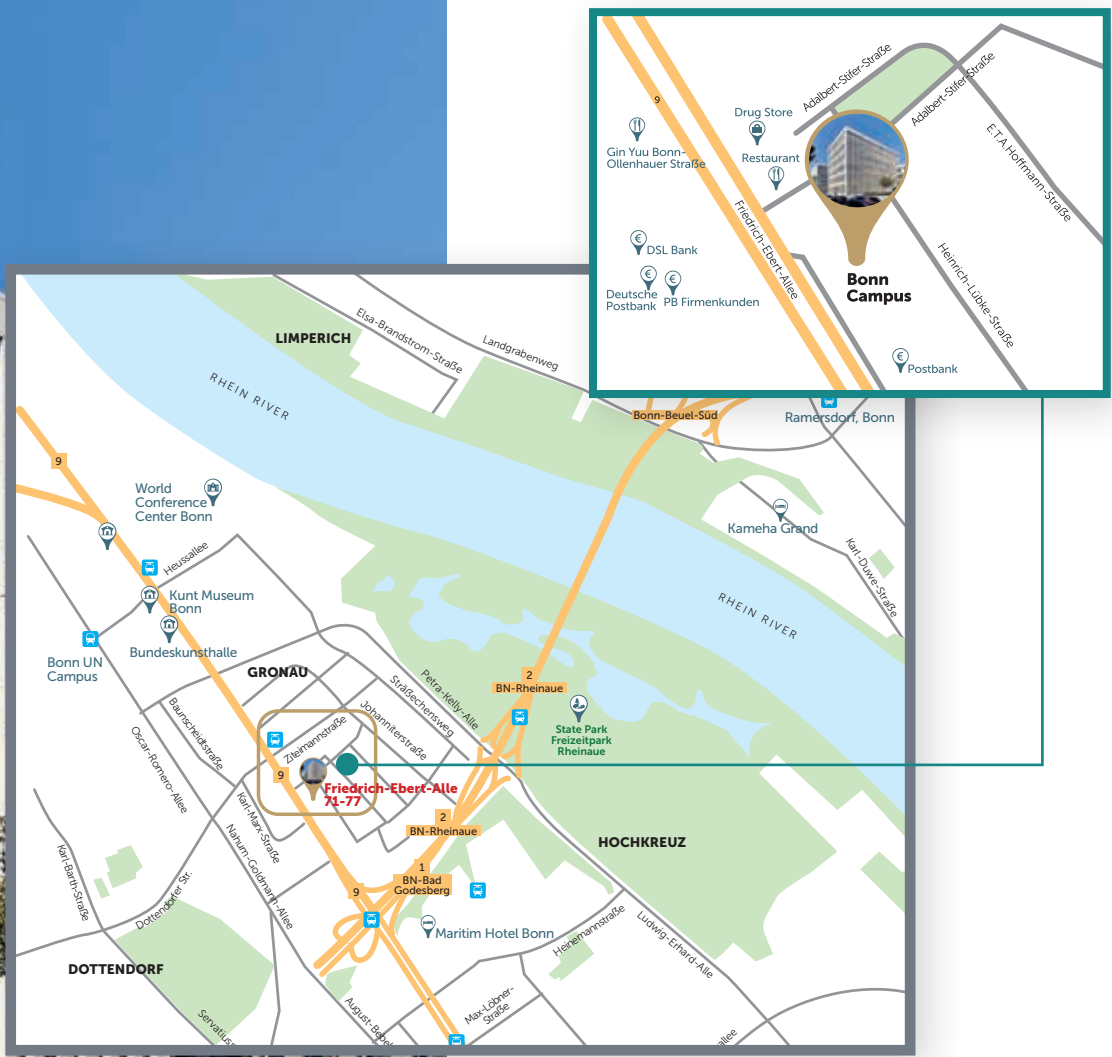 Adalbert-Stifer-Straße
Adalbert-Stifer-Straße
9
Drug Store
Gin Yuu Bonn-
Ollenhauer Straße
Restaurant
E.T.A.Hoffmann-Straße
Friedrich-Ebert-Allee
DSL Bank
Heinrich-Lübke-Straße
Bonn
Campus
Deutsche
Postbank
PB Firmenkunden
Postbank
LIMPERICH
Elsa-Brandstrom-Straße
Landgrabenweg
RHEIN RIVER
Bonn-Beuel-Süd
Ramersdorf, Bonn
9
World
Conference
Center Bonn
Kameha Grand
Heussallee
Karl-Duwe-Straße
Kunt Museum
Bonn
RHEIN RIVER
Bundeskunsthalle
Bonn UN
Campus
GRONAU
Petra-Kelly-Alle
2
BN-Rheinaue
Sträßechensweg
Baunscheidtstraße
Johanniterstraße
State Park
Freizeitpark
Rheinaue
Oscar-Romero-Allee
Ziteimannstraße
9
Friedrich-Ebert-Alle
71-77
Karl-Marx-Straße
2
BN-Rheinaue
HOCHKREUZ
Nahum-Goldmann-Allee
Karl-Barth-Straße
1
BN-Bad
Godesberg
9
Dottendorfer Str.
Maritim Hotel Bonn
Heinemannstraße
Ludwig-Erhard-Alle
DOTTENDORF
Max-Löbner-
Straße
August-Bebel
Servatius
allee